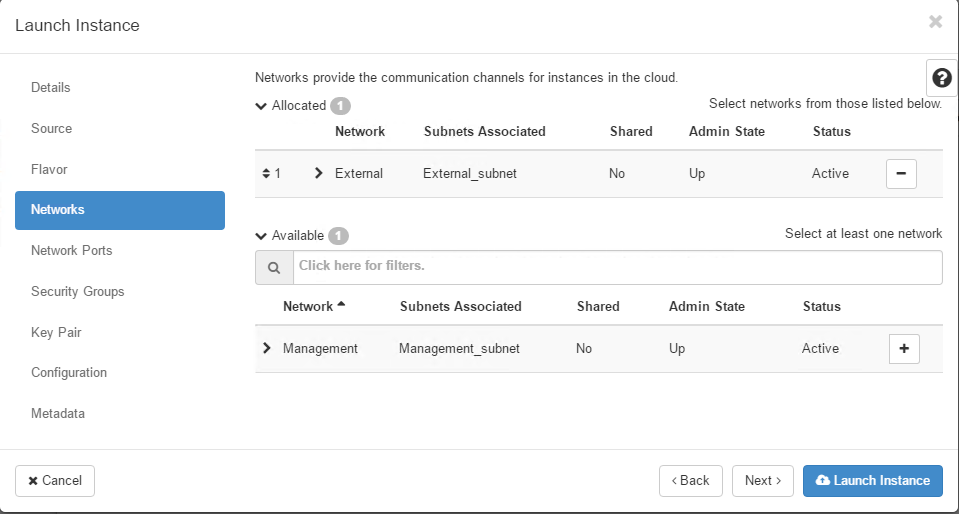 Launch Instance
Details
Source
Flavor
Networks
Network Ports
Security Groups
Key Pair
Configuration
Metadata
Networks provide the communication channels for instances in the cloud.
Allocated 1
Select networks from those listed below.
Network Subnets Associated Shared Admin State Status
1 External External_subnet No Up Active
Available 1
Select at least one network
Click here for filters.
Network Subnets Associated Shared Admin State Status
Management Management_subnet No Up Active
Cancel
Back
Next
Launch Instance